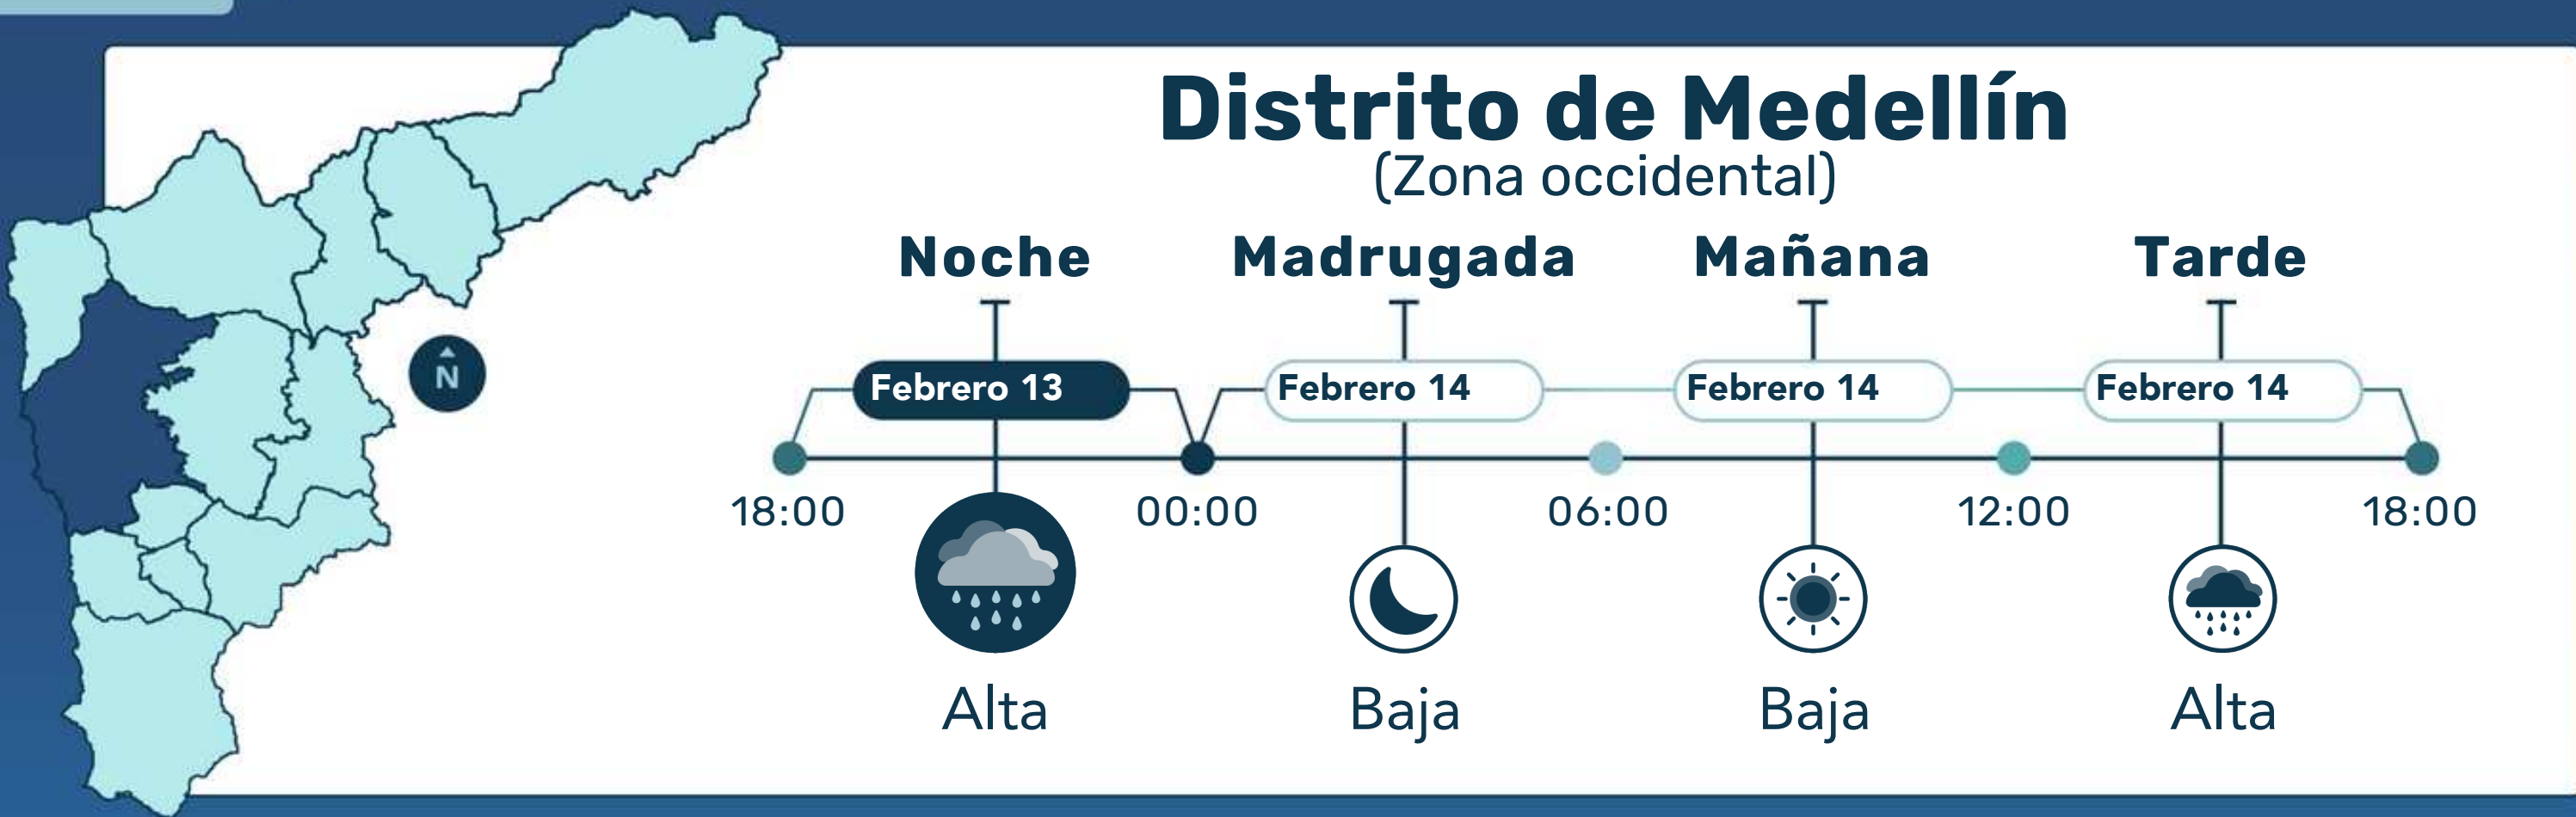 Distrito de Medellín
(Zona occidental)
Noche Madrugada Mañana Tarde
Febrero 13 Febrero 14 Febrero 14 Febrero 14
N
18:00 00:00 06:00 12:00 18:00
Alta Baja Baja Alta